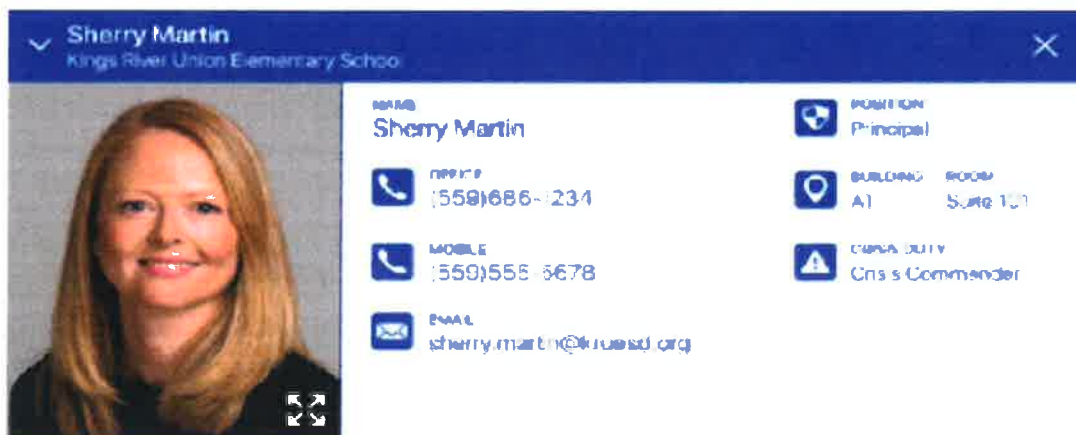 Sherry Martin
Kings River Union Elementary School
NAME
Sherry Martin
OFFICE
(559)686-1234
MOBILE
(559)555-5678
EMAIL
sherry.martin@kruesd.org
POSITION
Principal
BUILDING ROOM
A1 Suite 101
CRISIS DUTY
Crisis Commander